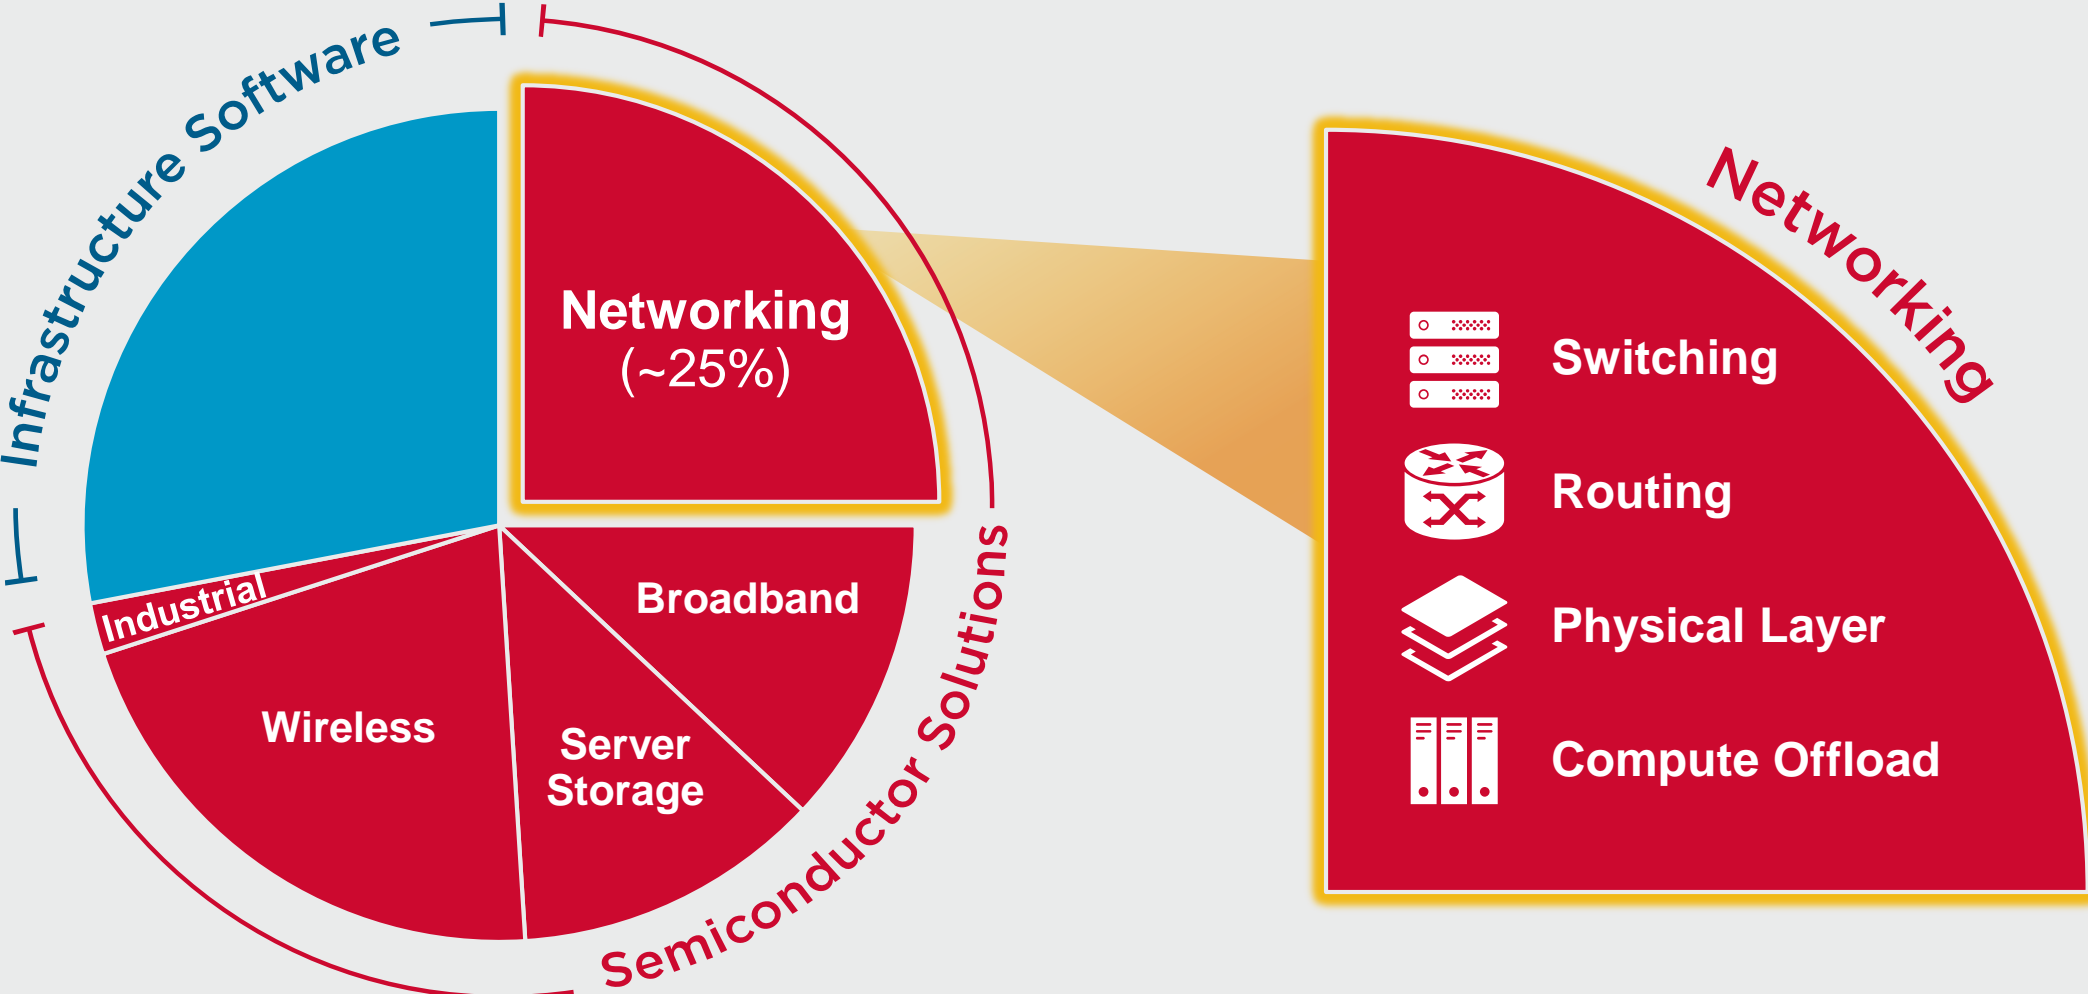 Infrastructure Software
Networking
(~25%)
Broadband
Server
Storage
Wireless
Industrial
Semiconductor Solutions
Networking
Switching
Routing
Physical Layer
Compute Offload